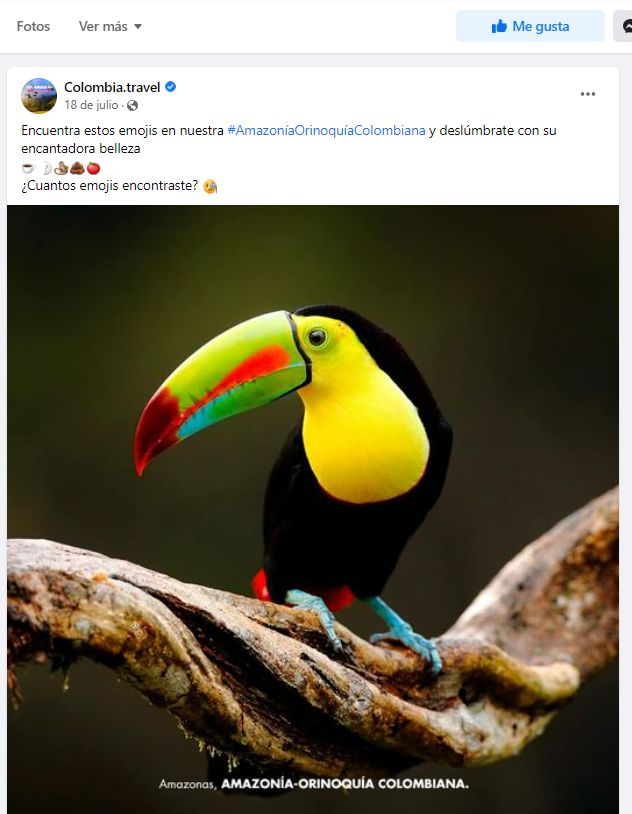 Fotos Ver más Me gusta
Colombia.travel
18 de julio ·
Encuentra estos emojis en nuestra #AmazoníaOrinoquíaColombiana y deslúmbrate con su
encantadora belleza
¿Cuantos emojis encontraste?
Amazonas, AMAZONÍA-ORINOQUÍA COLOMBIANA.